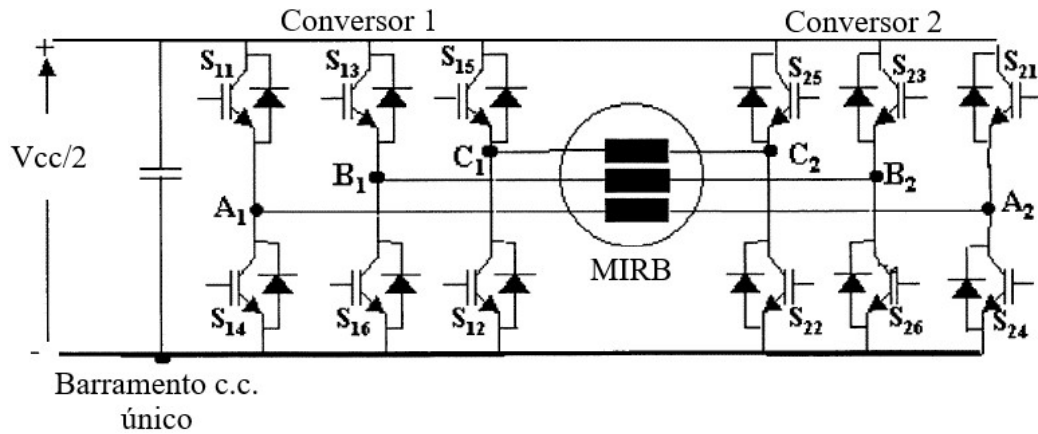 Conversor 1
Conversor 2
+
S11
S13
S15
S25
S23
S21
Vcc/2
C1
C2
B1
B2
A1
A2
MIRB
S14
S16
S12
S22
S26
S24
-
Barramento c.c.
único